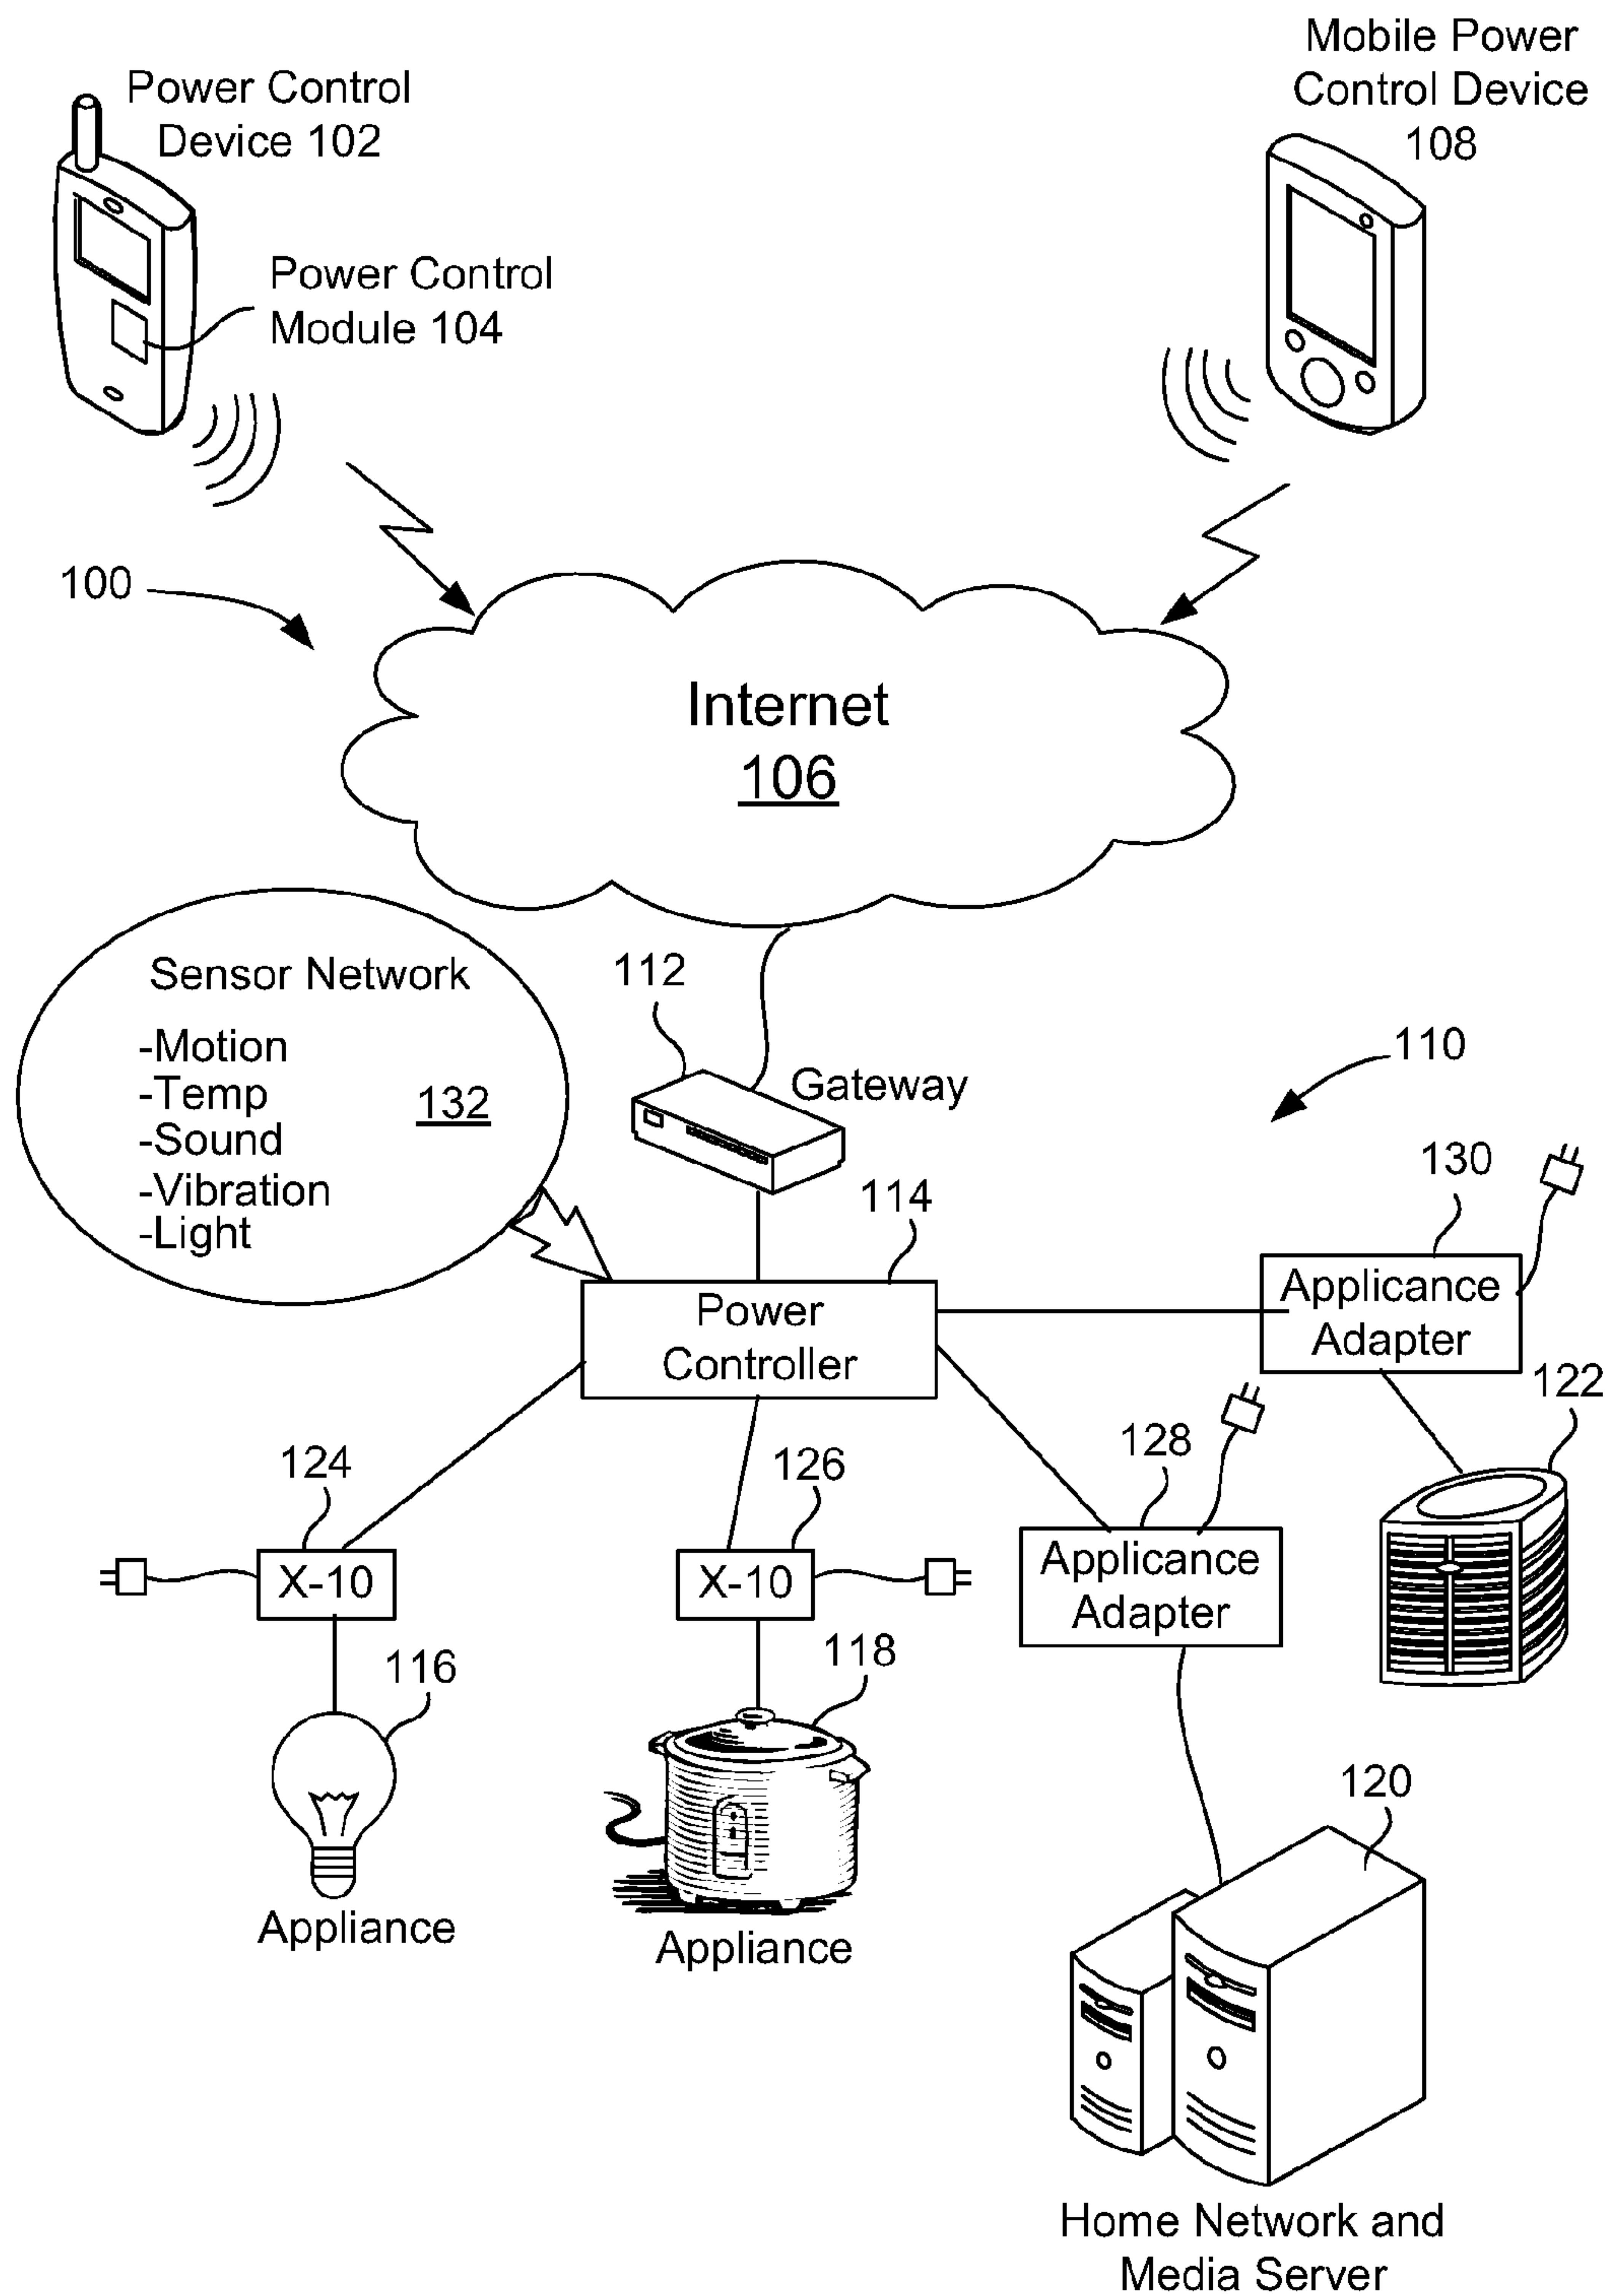 Mobile Power
Control Device
108
Power Control
Device 102
Power Control
Module 104
100
Internet
106
Sensor Network
-Motion
-Temp
-Sound
-Vibration
-Light
132
112
Gateway
110
114
130
Power
Controller
Applicance
Adapter
122
124
126
128
X-10
X-10
Applicance
Adapter
116
118
120
Appliance
Appliance
Home Network and
Media Server